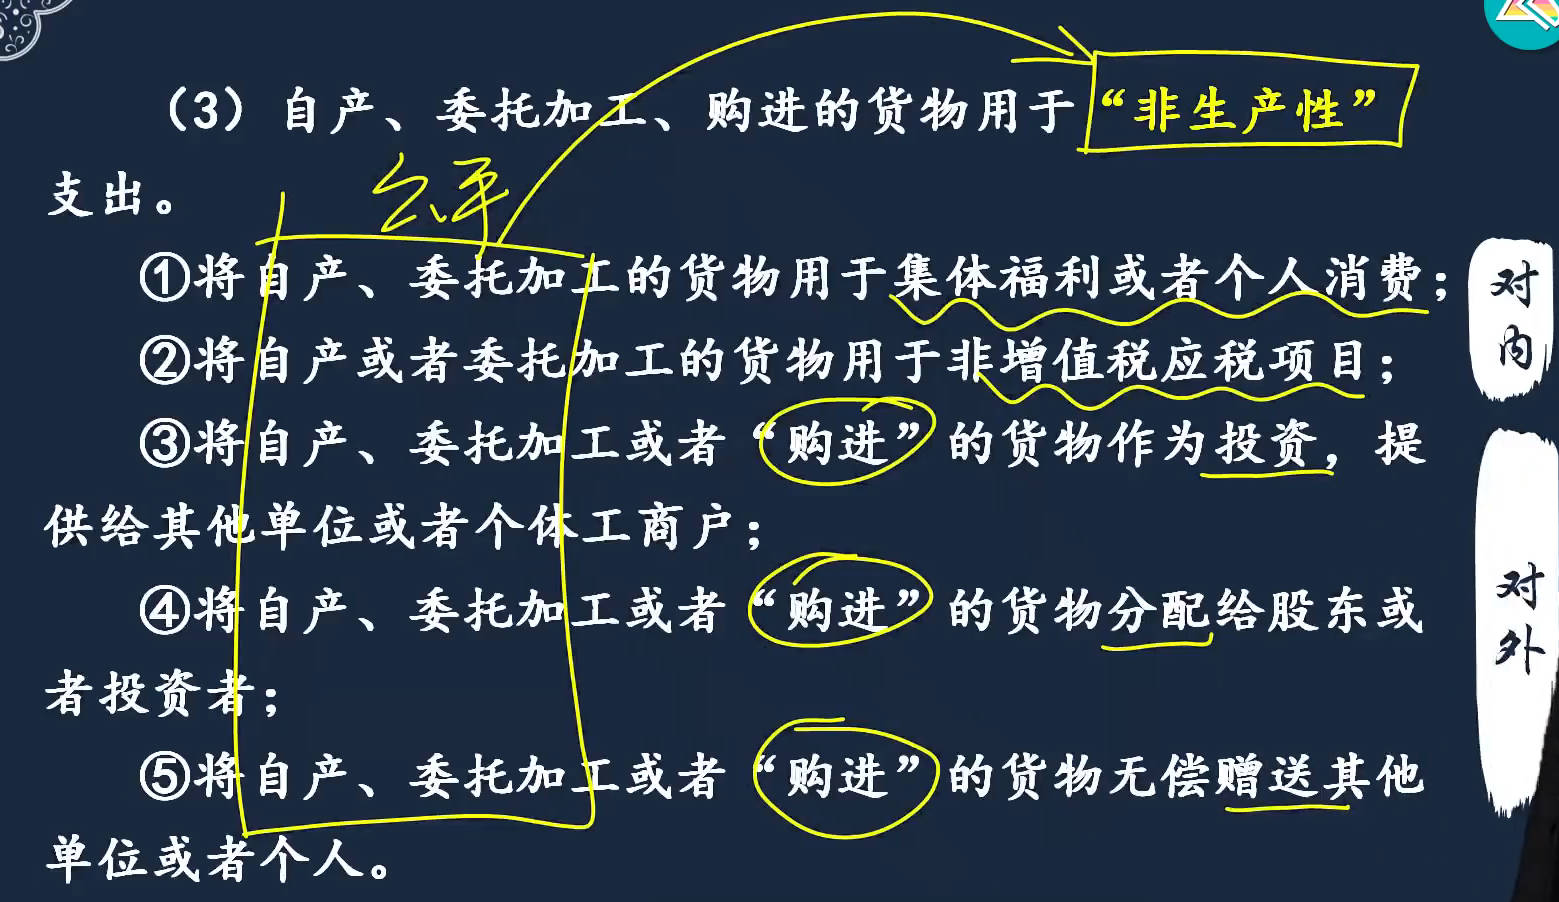 （3）自产、委托加工、购进的货物用于“非生产性”
支出。
公平
①将自产、委托加工的货物用于集体福利或者个人消费；
②将自产或者委托加工的货物用于非增值税应税项目；
③将自产、委托加工或者“购进”的货物作为投资，提
供给其他单位或者个体工商户；
④将自产、委托加工或者“购进”的货物分配给股东或
者投资者；
⑤将自产、委托加工或者“购进”的货物无偿赠送其他
单位或者个人。
对内
对外